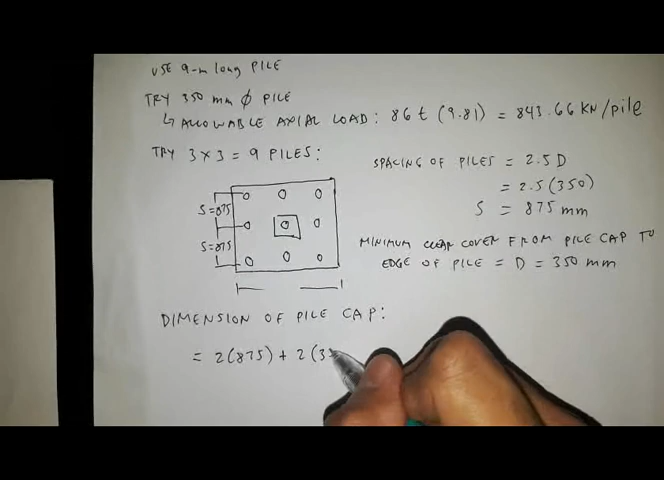 USE 9-m long PILE
TRY 350 mm Φ PILE
↳ ALLOWABLE AXIAL LOAD: 86 t (9.81) = 843.66 KN/pile
TRY 3 x 3 = 9 PILES:
SPACING OF PILES = 2.5 D
= 2.5 (350)
S = 875 mm
S=875
S=875
MINIMUM CLEAR COVER FROM PILE CAP TO
EDGE OF PILE = D = 350 mm
DIMENSION OF PILE CAP:
= 2(875) + 2(35